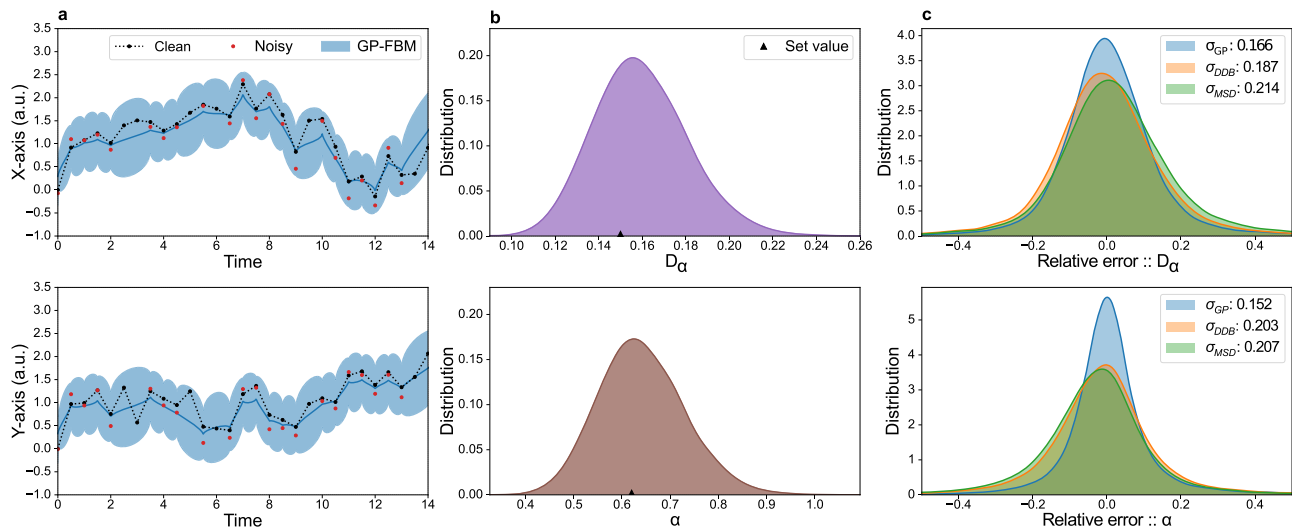 a
X-axis (a.u.)
3.5
3.0
2.5
2.0
1.5
1.0
0.5
0.0
−0.5
−1.0
Clean
Noisy
GP-FBM
0 2 4 6 8 10 12 14
Time
b
Distribution
0.20
0.15
0.10
0.05
0.00
Set value
0.10 0.12 0.14 0.16 0.18 0.20 0.22 0.24 0.26
Dα
c
Distribution
4.0
3.5
3.0
2.5
2.0
1.5
1.0
0.5
0.0
σGP: 0.166
σDDB: 0.187
σMSD: 0.214
−0.4 −0.2 0.0 0.2 0.4
Relative error :: Dα
Y-axis (a.u.)
3.5
3.0
2.5
2.0
1.5
1.0
0.5
0.0
−0.5
−1.0
0 2 4 6 8 10 12 14
Time
Distribution
0.20
0.15
0.10
0.05
0.00
0.4 0.5 0.6 0.7 0.8 0.9 1.0
α
Distribution
5
4
3
2
1
0
σGP: 0.152
σDDB: 0.203
σMSD: 0.207
−0.4 −0.2 0.0 0.2 0.4
Relative error :: α